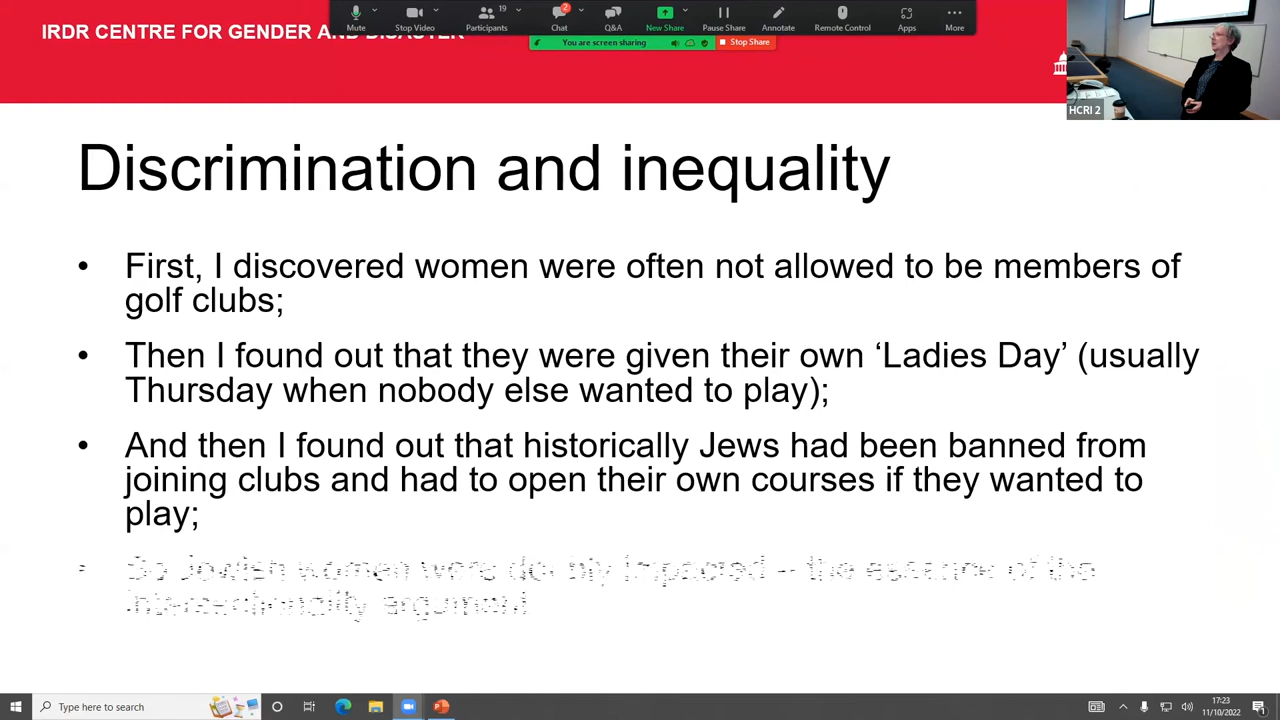 IRDR CENTRE FOR GENDER AND DISASTER
19
2
Mute
Stop Video
Participants
Chat
Q&A
New Share
Pause Share
Annotate
Remote Control
Apps
More
You are screen sharing
Stop Share
HCRI 2
Discrimination and inequality
• First, I discovered women were often not allowed to be members of
golf clubs;
• Then I found out that they were given their own ‘Ladies Day’ (usually
Thursday when nobody else wanted to play);
• And then I found out that historically Jews had been banned from
joining clubs and had to open their own courses if they wanted to
play;
• So Jewish women were doubly impacted – the essence of the
intersectionality argument
Type here to search
17:23
11/10/2022
1